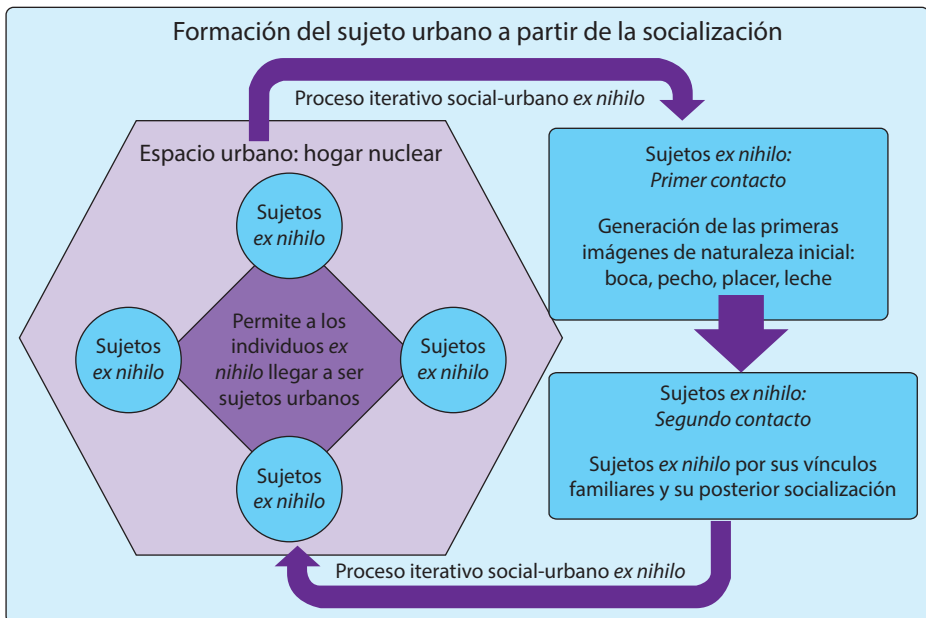 Formación del sujeto urbano a partir de la socialización
Proceso iterativo social-urbano ex nihilo
Espacio urbano: hogar nuclear
Sujetos
ex nihilo
Sujetos
ex nihilo
Permite a los
individuos ex
nihilo llegar a ser
sujetos urbanos
Sujetos
ex nihilo
Sujetos
ex nihilo
Sujetos ex nihilo:
Primer contacto
Generación de las primeras
imágenes de naturaleza inicial:
boca, pecho, placer, leche
Sujetos ex nihilo:
Segundo contacto
Sujetos ex nihilo por sus vínculos
familiares y su posterior socialización
Proceso iterativo social-urbano ex nihilo